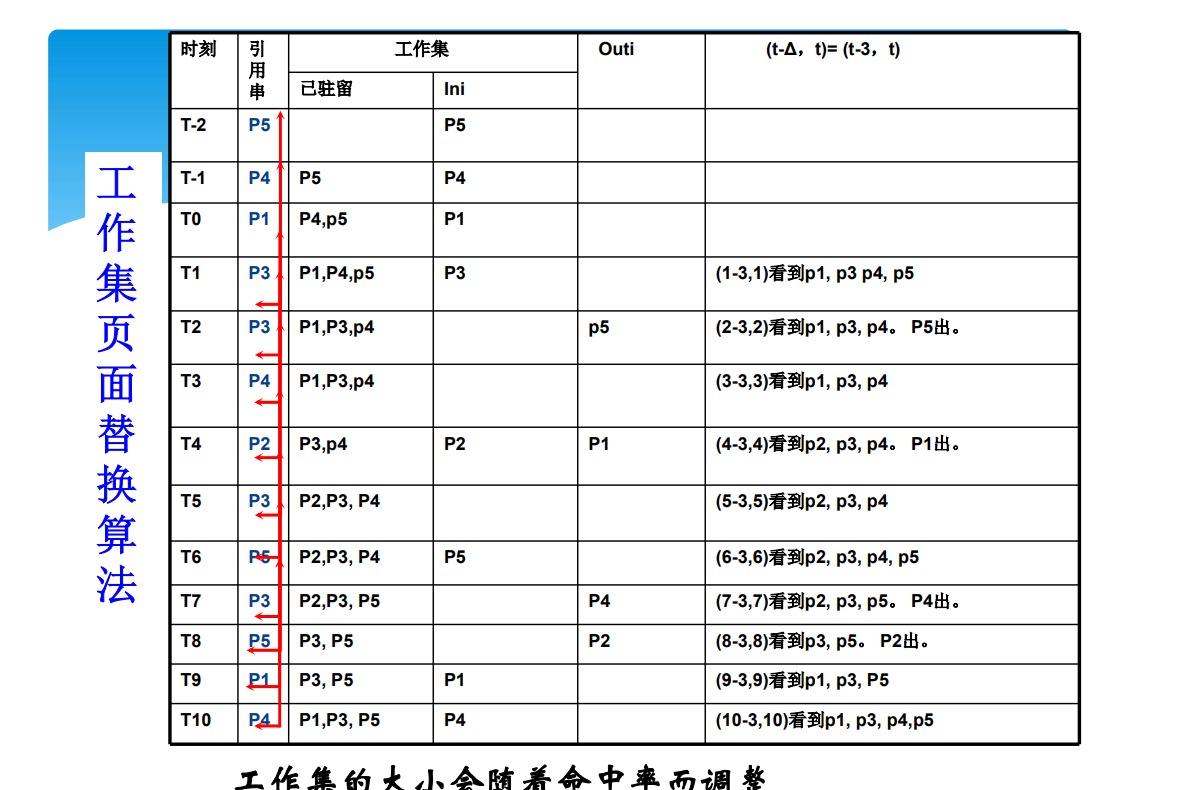 工作集页面替换算法
时刻 引用串 工作集 Outi (t-Δ，t)= (t-3，t)
已驻留 Ini
T-2 P5 P5
T-1 P4 P5 P4
T0 P1 P4,p5 P1
T1 P3 P1,P4,p5 P3 (1-3,1)看到p1, p3 p4, p5
T2 P3 P1,P3,p4 p5 (2-3,2)看到p1, p3, p4。 P5出。
T3 P4 P1,P3,p4 (3-3,3)看到p1, p3, p4
T4 P2 P3,p4 P2 P1 (4-3,4)看到p2, p3, p4。 P1出。
T5 P3 P2,P3, P4 (5-3,5)看到p2, p3, p4
T6 P5 P2,P3, P4 P5 (6-3,6)看到p2, p3, p4, p5
T7 P3 P2,P3, P5 P4 (7-3,7)看到p2, p3, p5。 P4出。
T8 P5 P3, P5 P2 (8-3,8)看到p3, p5。 P2出。
T9 P1 P3, P5 P1 (9-3,9)看到p1, p3, P5
T10 P4 P1,P3, P5 P4 (10-3,10)看到p1, p3, p4,p5
工作集的大小会随着命中率而调整